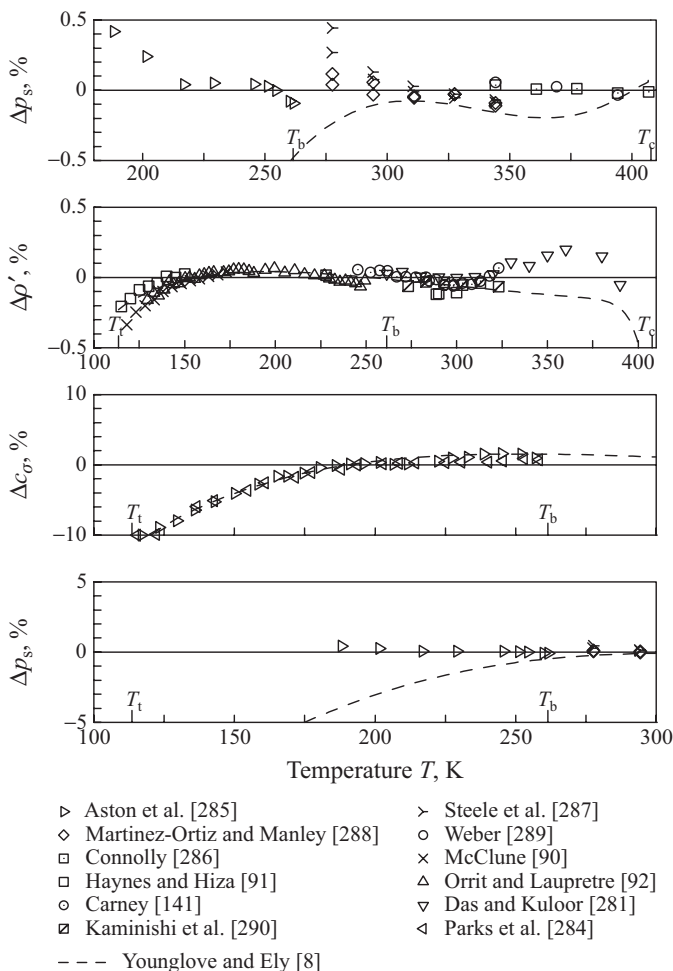 0.5
0
−0.5
Δp_s, %
T_b
T_c
200
250
300
350
400
0.5
0
−0.5
Δρ′, %
T_t
T_b
T_c
100
150
200
250
300
350
400
10
0
−10
Δc_σ, %
T_t
T_b
5
0
−5
Δp_s, %
T_t
T_b
100
150
200
250
300
Temperature T, K
Aston et al. [285]
Steele et al. [287]
Martinez-Ortiz and Manley [288]
Weber [289]
Connolly [286]
McClune [90]
Haynes and Hiza [91]
Orrit and Laupretre [92]
Carney [141]
Das and Kuloor [281]
Kaminishi et al. [290]
Parks et al. [284]
Younglove and Ely [8]